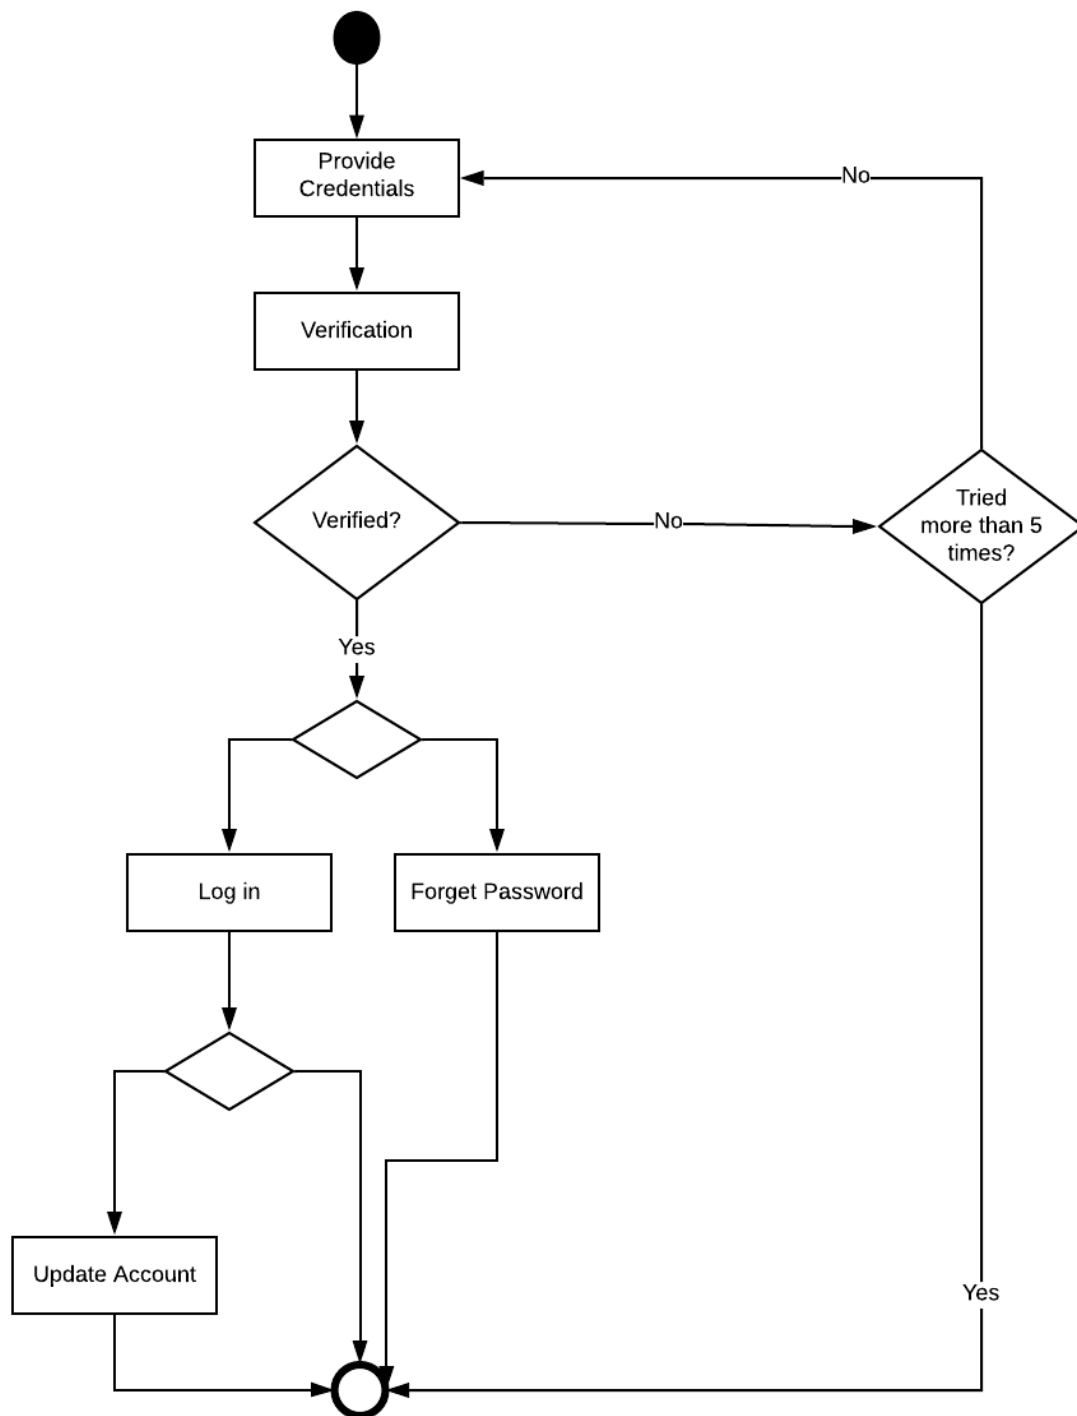 Provide
Credentials
No
Verification
Verified?
No
Tried
more than 5
times?
Yes
Log in
Forget Password
Update Account
Yes